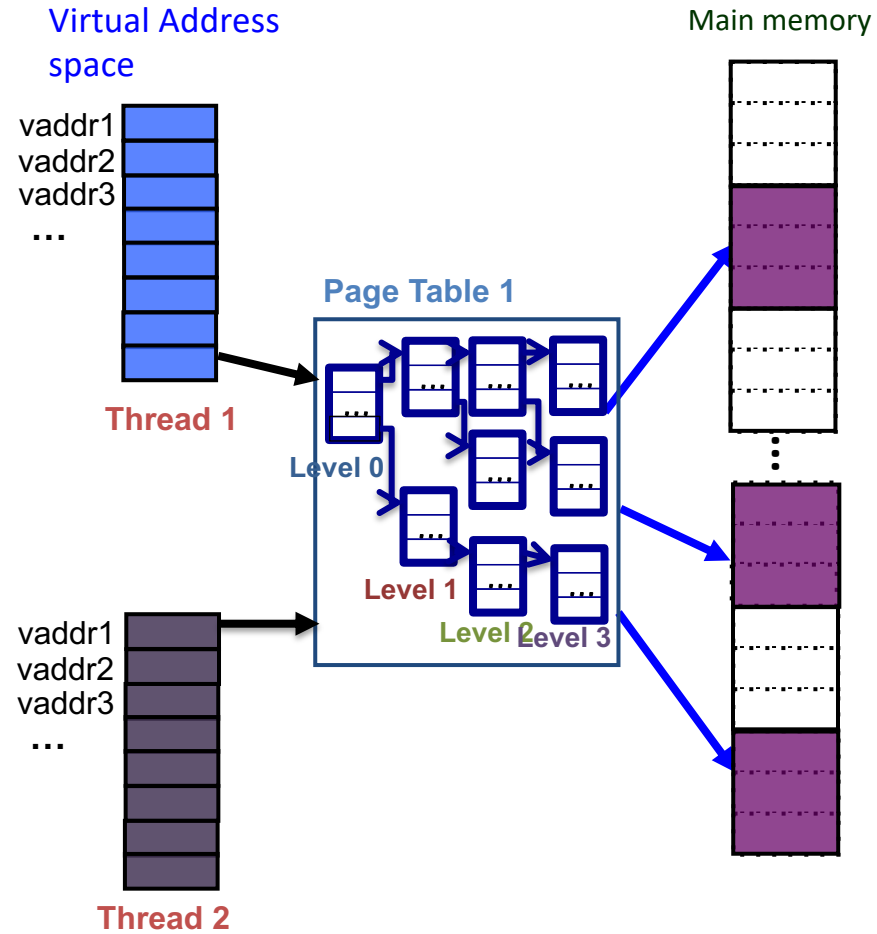 Virtual Address
space
Main memory
vaddr1
vaddr2
vaddr3
...
Thread 1
Page Table 1
...
...
...
...
...
...
...
...
...
Level 0
Level 1
Level 2
Level 3
vaddr1
vaddr2
vaddr3
...
Thread 2